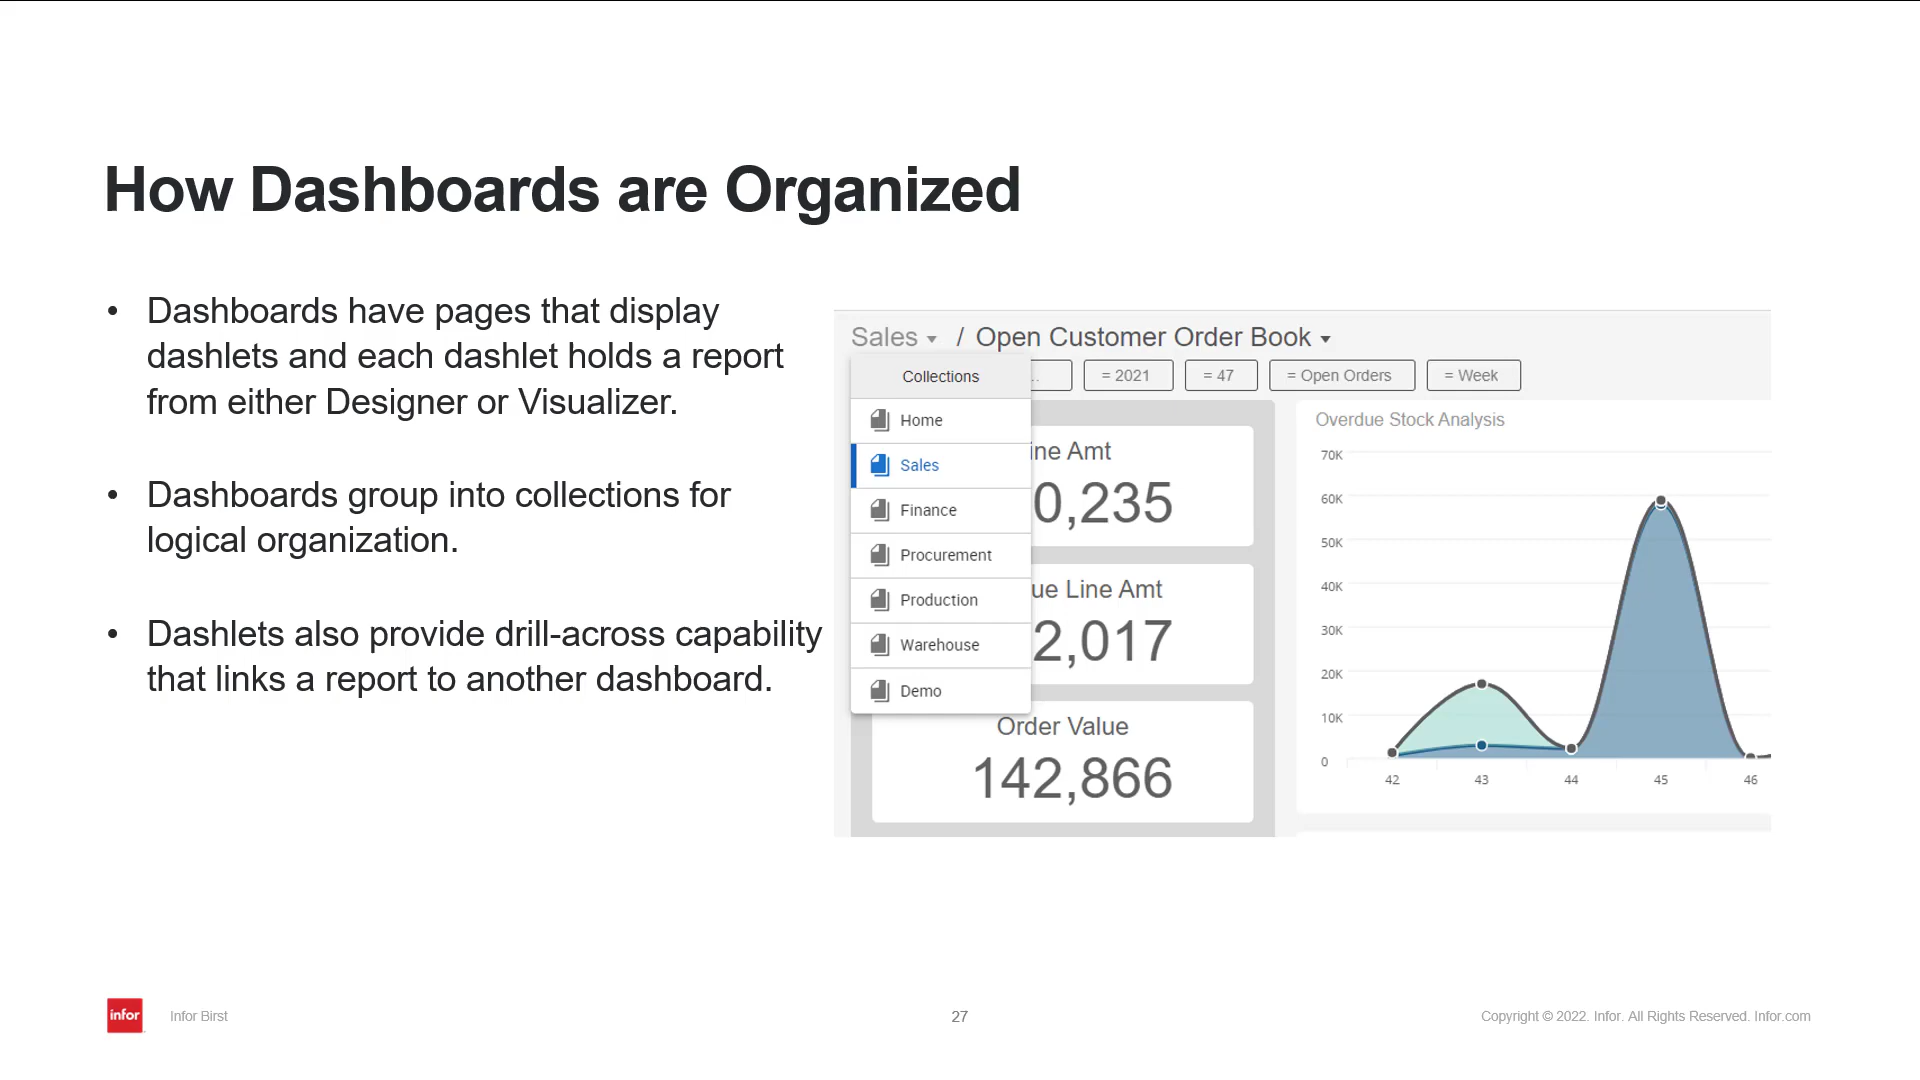 How Dashboards are Organized
• Dashboards have pages that display
dashlets and each dashlet holds a report
from either Designer or Visualizer.
• Dashboards group into collections for
logical organization.
• Dashlets also provide drill-across capability
that links a report to another dashboard.
Sales / Open Customer Order Book
.. = 2021 = 47 = Open Orders = Week
Collections
Home
Sales
Finance
Procurement
Production
Warehouse
Demo
ine Amt
0,235
ue Line Amt
2,017
Order Value
142,866
Overdue Stock Analysis
70K
60K
50K
40K
30K
20K
10K
0
42 43 44 45 46
infor Infor Birst 27 Copyright © 2022. Infor. All Rights Reserved. Infor.com